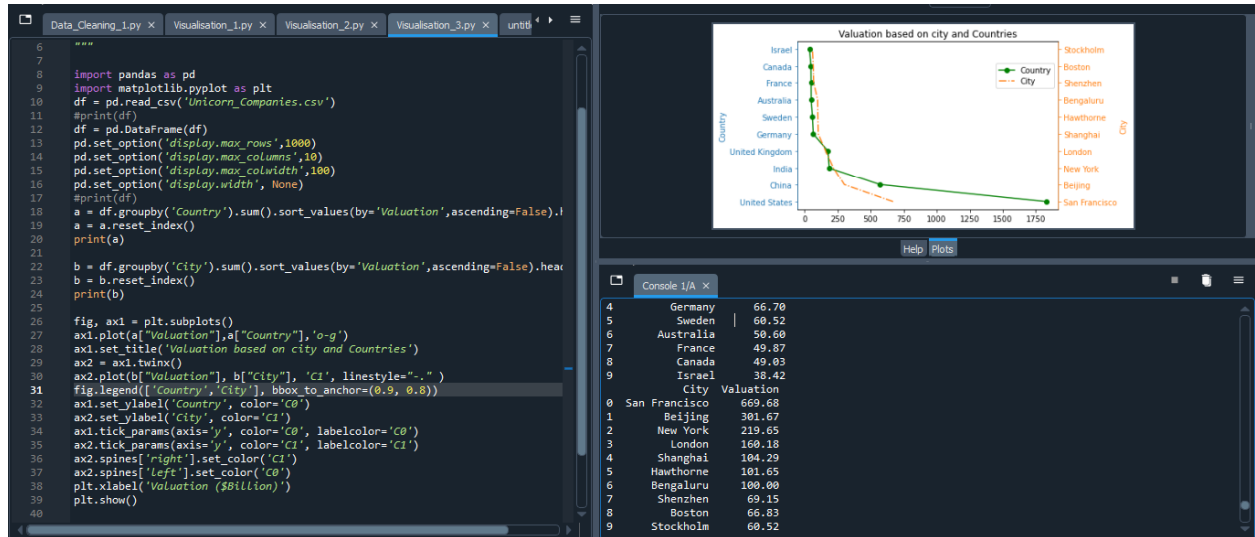 Data_Cleaning_1.py × Visualisation_1.py × Visualisation_2.py × Visualisation_3.py × untitl
6 """
7
8 import pandas as pd
9 import matplotlib.pyplot as plt
10 df = pd.read_csv('Unicorn_Companies.csv')
11 #print(df)
12 df = pd.DataFrame(df)
13 pd.set_option('display.max_rows',1000)
14 pd.set_option('display.max_columns',10)
15 pd.set_option('display.max_colwidth',100)
16 pd.set_option('display.width', None)
17 #print(df)
18 a = df.groupby('Country').sum().sort_values(by='Valuation',ascending=False).h
19 a = a.reset_index()
20 print(a)
21
22 b = df.groupby('City').sum().sort_values(by='Valuation',ascending=False).head
23 b = b.reset_index()
24 print(b)
25
26 fig, ax1 = plt.subplots()
27 ax1.plot(a["Valuation"],a["Country"],'o-g')
28 ax1.set_title('Valuation based on city and Countries')
29 ax2 = ax1.twinx()
30 ax2.plot(b["Valuation"], b["City"], 'C1', linestyle="-." )
31 fig.legend(['Country','City'], bbox_to_anchor=(0.9, 0.8))
32 ax1.set_ylabel('Country', color='C0')
33 ax2.set_ylabel('City', color='C1')
34 ax1.tick_params(axis='y', color='C0', labelcolor='C0')
35 ax2.tick_params(axis='y', color='C1', labelcolor='C1')
36 ax2.spines['right'].set_color('C1')
37 ax2.spines['left'].set_color('C0')
38 plt.xlabel('Valuation ($Billion)')
39 plt.show()
40
Valuation based on city and Countries
Country
Israel
Canada
France
Australia
Sweden
Germany
United Kingdom
India
China
United States
Country
City
Stockholm
Boston
Shenzhen
Bengaluru
Hawthorne
Shanghai
London
New York
Beijing
San Francisco
City
0 250 500 750 1000 1250 1500 1750
Help Plots
Console 1/A ×
4 Germany 66.70
5 Sweden 60.52
6 Australia 50.60
7 France 49.87
8 Canada 49.03
9 Israel 38.42
City Valuation
0 San Francisco 669.68
1 Beijing 301.67
2 New York 219.65
3 London 160.18
4 Shanghai 104.29
5 Hawthorne 101.65
6 Bengaluru 100.00
7 Shenzhen 69.15
8 Boston 66.83
9 Stockholm 60.52